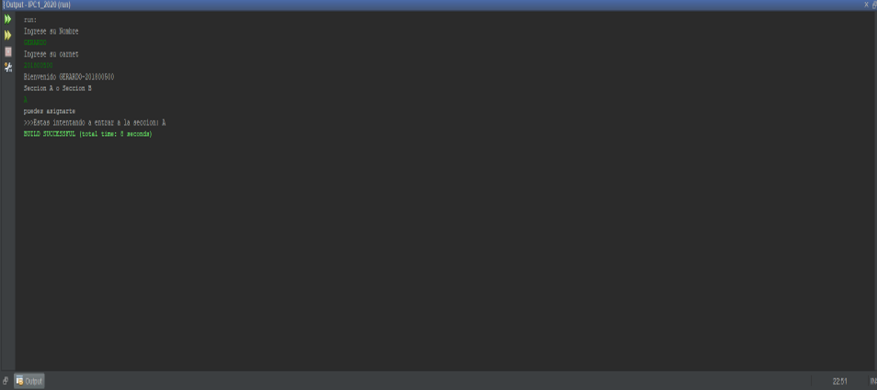 Output - IPC1_2020 (run)
run:
Ingrese su Nombre
GERARDO
Ingrese su carnet
201800500
Bienvenido GERARDO-201800500
Seccion A o Seccion B
puedes asignarte
>>>Estas intentando a entrar a la seccion: A
BUILD SUCCESSFUL (total time: 8 seconds)
Output
22:51